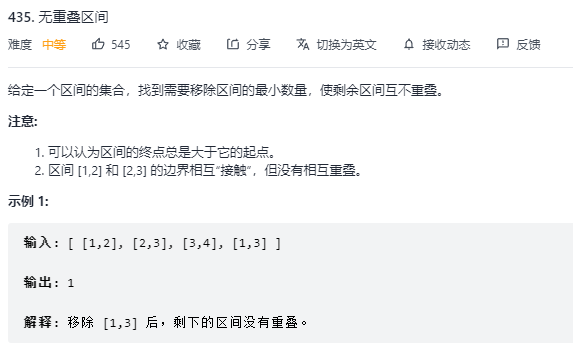 435. 无重叠区间
难度 中等 545 收藏 分享 切换为英文 接收动态 反馈
给定一个区间的集合，找到需要移除区间的最小数量，使剩余区间互不重叠。
注意:
1. 可以认为区间的终点总是大于它的起点。
2. 区间 [1,2] 和 [2,3] 的边界相互“接触”，但没有相互重叠。
示例 1:
输入: [ [1,2], [2,3], [3,4], [1,3] ]
输出: 1
解释: 移除 [1,3] 后，剩下的区间没有重叠。